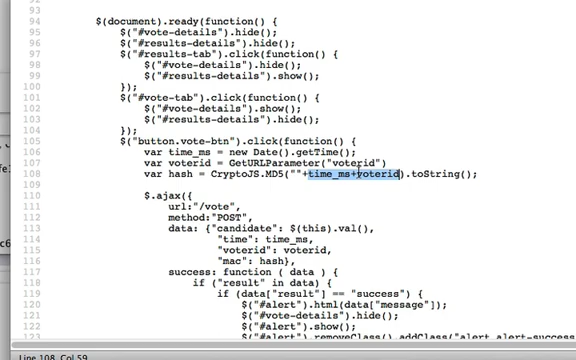 93
94 $(document).ready(function() {
95 $("#vote-details").hide();
96 $("#results-details").hide();
97 $("#results-tab").click(function() {
98 $("#vote-details").hide();
99 $("#results-details").show();
100 });
101 $("#vote-tab").click(function() {
102 $("#vote-details").show();
103 $("#results-details").hide();
104 });
105 $("button.vote-btn").click(function() {
106 var time_ms = new Date().getTime();
107 var voterid = GetURLParameter("voterid")
108 var hash = CryptoJS.MD5(""+time_ms+voterid).toString();
109
110 $.ajax({
111 url:"/vote",
112 method:"POST",
113 data: {"candidate": $(this).val(),
114 "time": time_ms,
115 "voterid": voterid,
116 "mac": hash},
117 success: function ( data ) {
118 if ("result" in data) {
119 if (data["result"] == "success") {
120 $("#alert").html(data["message"]);
121 $("#vote-details").hide();
122 $("#alert").show();
123 $("#alert").removeClass().addClass("alert alert-success
Line 108, Col 59